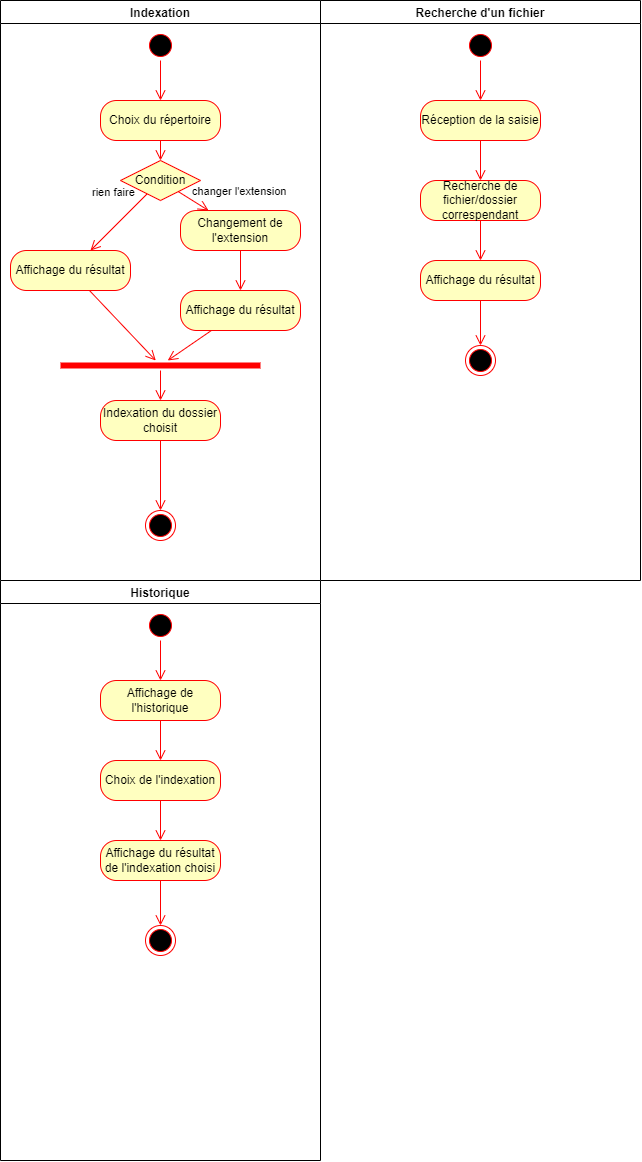 Indexation
Choix du répertoire
Condition
rien faire
changer l'extension
Changement de
l'extension
Affichage du résultat
Affichage du résultat
Indexation du dossier
choisit
Recherche d'un fichier
Réception de la saisie
Recherche de
fichier/dossier
correspendant
Affichage du résultat
Historique
Affichage de
l'historique
Choix de l'indexation
Affichage du résultat
de l'indexation choisi